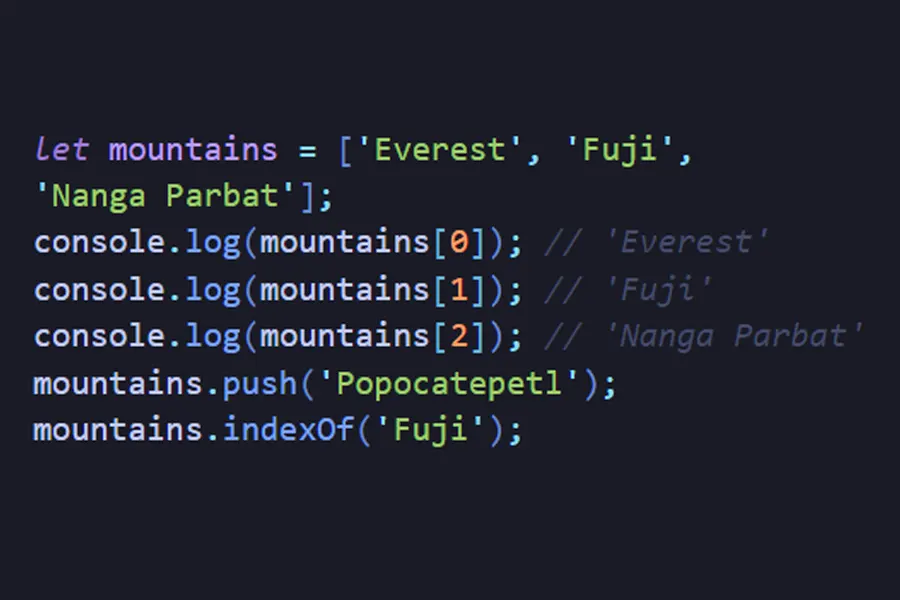 let mountains = ['Everest', 'Fuji',
'Nanga Parbat'];
console.log(mountains[0]); // 'Everest'
console.log(mountains[1]); // 'Fuji'
console.log(mountains[2]); // 'Nanga Parbat'
mountains.push('Popocatepetl');
mountains.indexOf('Fuji');